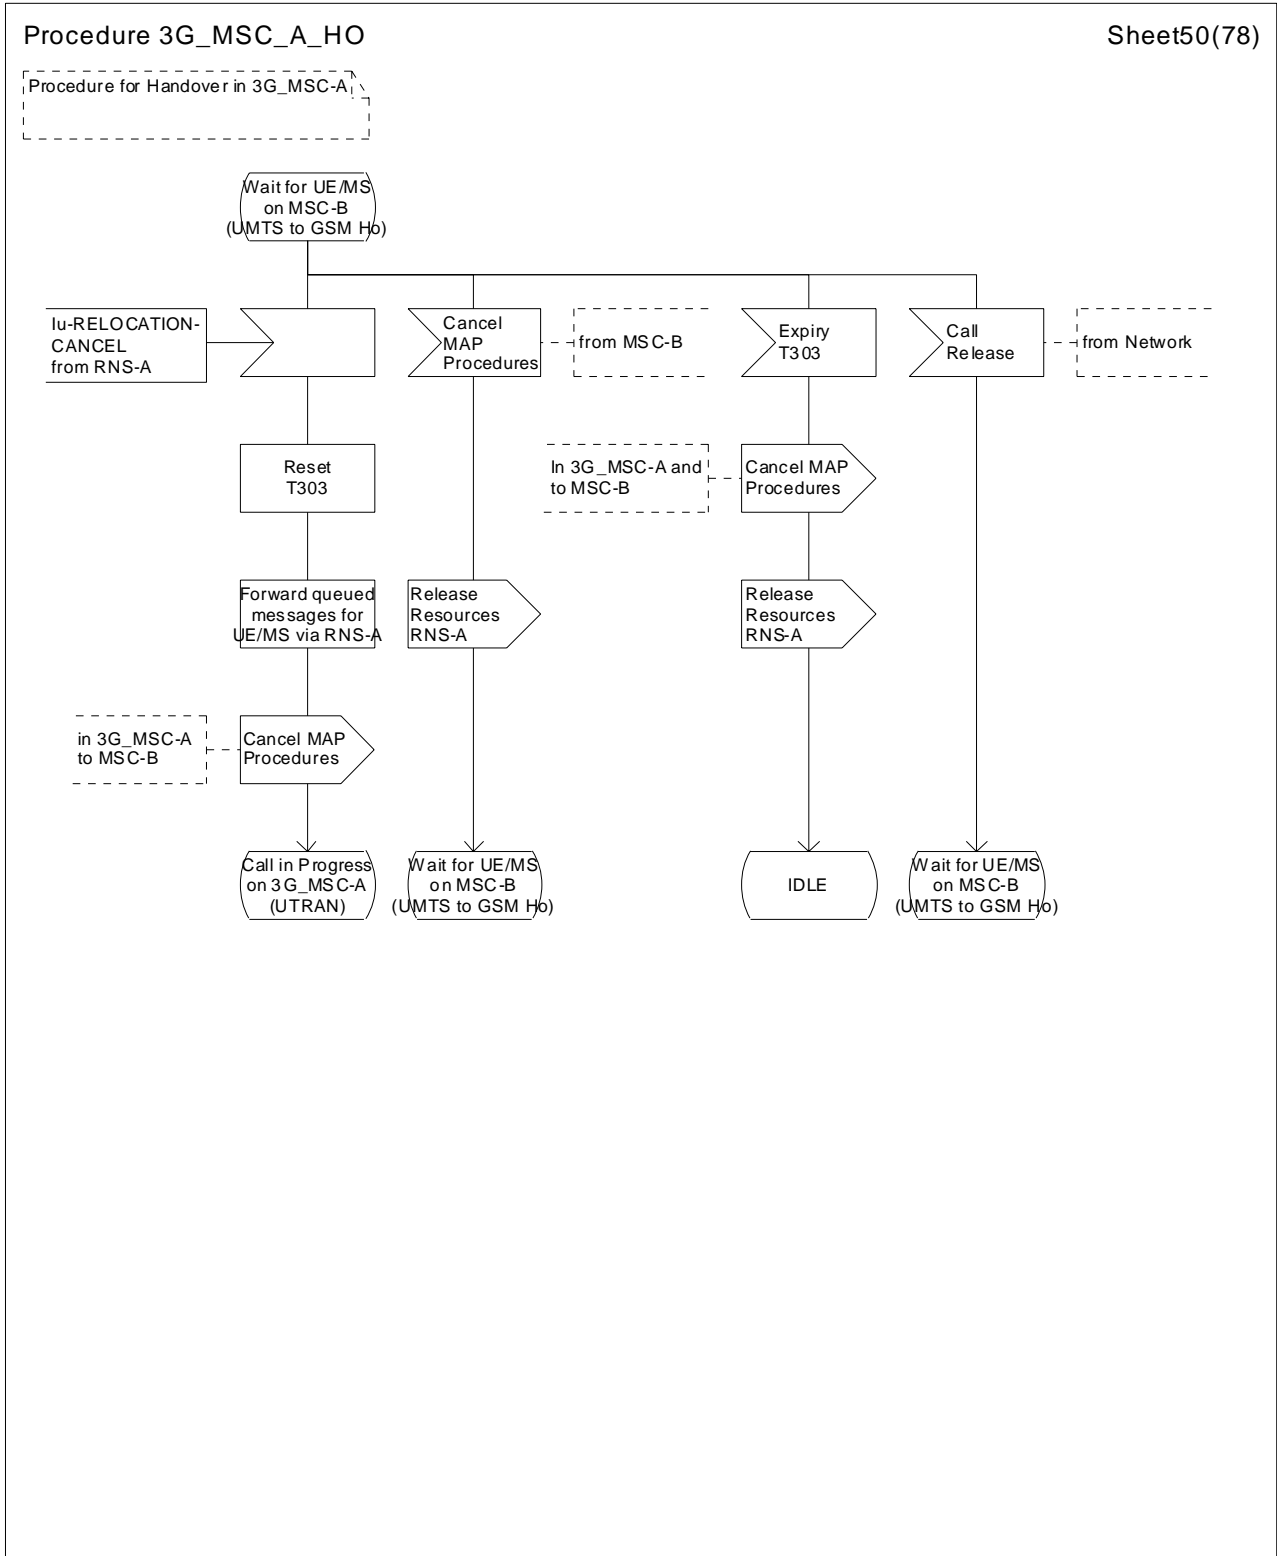 Procedure 3G_MSC_A_HO
Sheet50(78)
Procedure for Handover in 3G_MSC-A
Wait for UE/MS
on MSC-B
(UMTS to GSM Ho)
Iu-RELOCATION-
CANCEL
from RNS-A
Cancel
MAP
Procedures
from MSC-B
Expiry
T303
Call
Release
from Network
Reset
T303
In 3G_MSC-A and
to MSC-B
Cancel MAP
Procedures
Forward queued
messages for
UE/MS via RNS-A
Release
Resources
RNS-A
Release
Resources
RNS-A
in 3G_MSC-A
to MSC-B
Cancel MAP
Procedures
Call in Progress
on 3G_MSC-A
(UTRAN)
Wait for UE/MS
on MSC-B
(UMTS to GSM Ho)
IDLE
Wait for UE/MS
on MSC-B
(UMTS to GSM Ho)